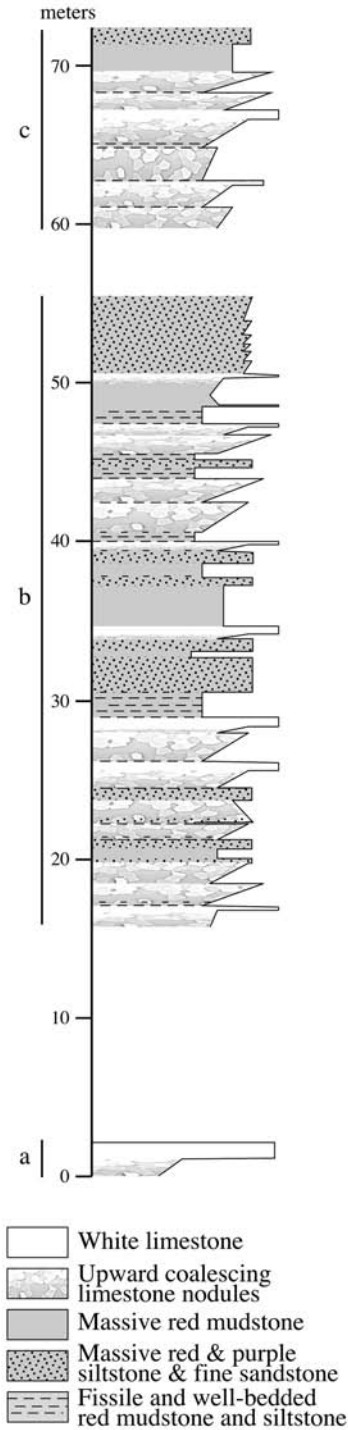 meters
70
c
60
50
40
b
30
20
10
a
0
White limestone
Upward coalescing
limestone nodules
Massive red mudstone
Massive red & purple
siltstone & fine sandstone
Fissile and well-bedded
red mudstone and siltstone